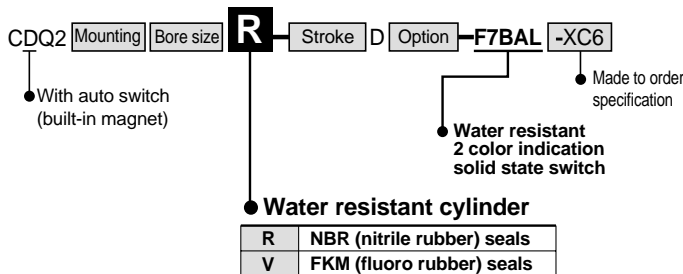 CDQ2 Mounting Bore size R Stroke D Option F7BAL -XC6
With auto switch
(built-in magnet)
Made to order
specification
Water resistant
2 color indication
solid state switch
Water resistant cylinder
R NBR (nitrile rubber) seals
V FKM (fluoro rubber) seals